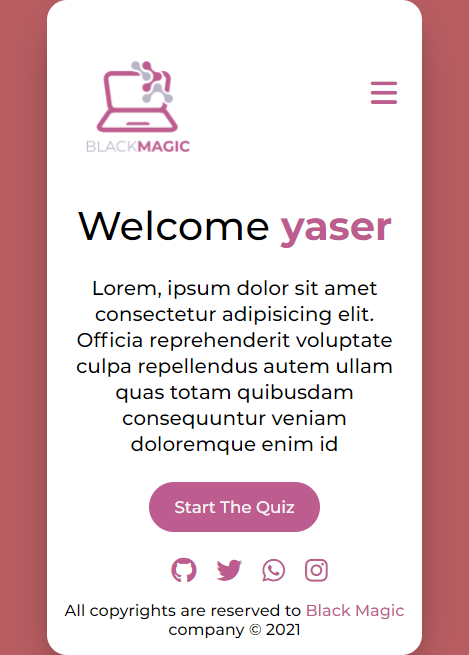 BLACKMAGIC
Welcome yaser
Lorem, ipsum dolor sit amet
consectetur adipisicing elit.
Officia reprehenderit voluptate
culpa repellendus autem ullam
quas totam quibusdam
consequuntur veniam
doloremque enim id
Start The Quiz
All copyrights are reserved to Black Magic
company © 2021